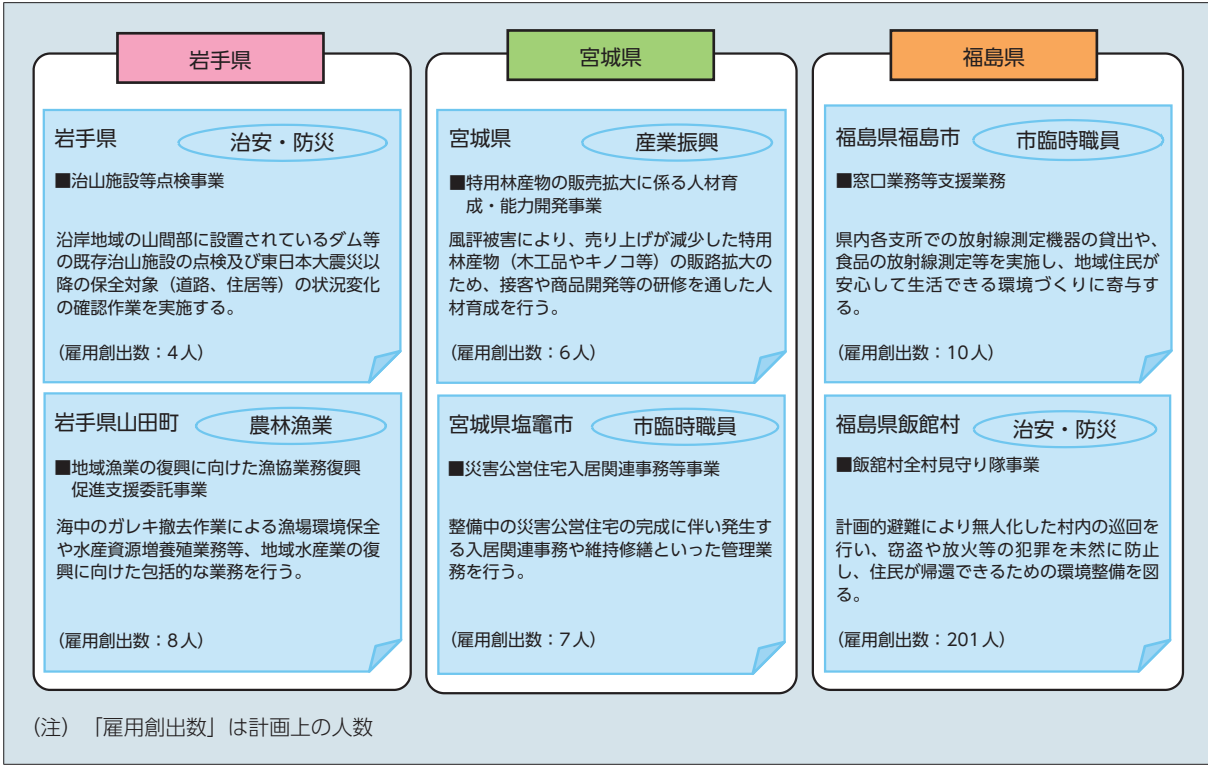 岩手県
岩手県
治安・防災
■治山施設等点検事業
沿岸地域の山間部に設置されているダム等
の既存治山施設の点検及び東日本大震災以
降の保全対象（道路、住居等）の状況変化
の確認作業を実施する。
（雇用創出数：4人）
岩手県山田町
農林漁業
■地域漁業の復興に向けた漁協業務復興
促進支援委託事業
海中のガレキ撤去作業による漁場環境保全
や水産資源増養殖業務等、地域水産業の復
興に向けた包括的な業務を行う。
（雇用創出数：8人）
宮城県
宮城県
産業振興
■特用林産物の販売拡大に係る人材育
成・能力開発事業
風評被害により、売り上げが減少した特用
林産物（木工品やキノコ等）の販路拡大の
ため、接客や商品開発等の研修を通した人
材育成を行う。
（雇用創出数：6人）
宮城県塩竈市
市臨時職員
■災害公営住宅入居関連事務等事業
整備中の災害公営住宅の完成に伴い発生す
る入居関連事務や維持修繕といった管理業
務を行う。
（雇用創出数：7人）
福島県
福島県福島市
市臨時職員
■窓口業務等支援業務
県内各支所での放射線測定機器の貸出や、
食品の放射線測定等を実施し、地域住民が
安心して生活できる環境づくりに寄与す
る。
（雇用創出数：10人）
福島県飯館村
治安・防災
■飯舘村全村見守り隊事業
計画的避難により無人化した村内の巡回を
行い、窃盗や放火等の犯罪を未然に防止
し、住民が帰還できるための環境整備を図
る。
（雇用創出数：201人）
（注）「雇用創出数」は計画上の人数